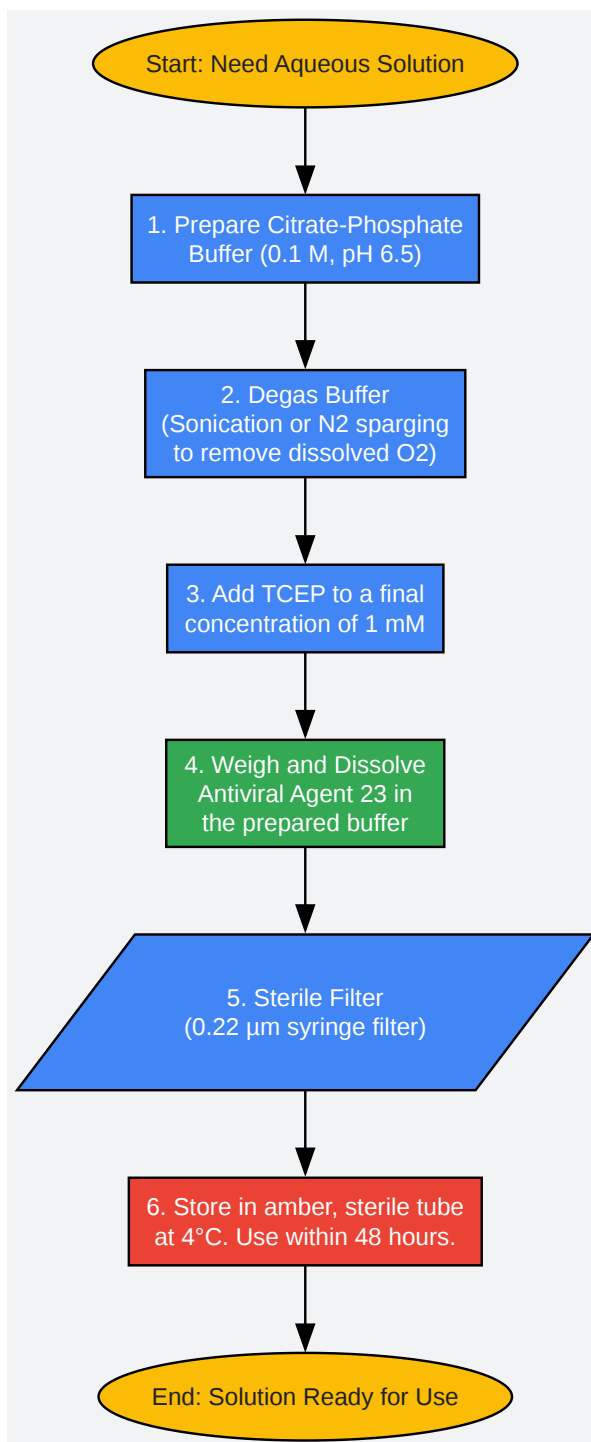 Start: Need Aqueous Solution
1. Prepare Citrate-Phosphate
Buffer (0.1 M, pH 6.5)
2. Degas Buffer
(Sonication or N2 sparging
to remove dissolved O2)
3. Add TCEP to a final
concentration of 1 mM
4. Weigh and Dissolve
Antiviral Agent 23 in
the prepared buffer
5. Sterile Filter
(0.22 µm syringe filter)
6. Store in amber, sterile tube
at 4°C. Use within 48 hours.
End: Solution Ready for Use